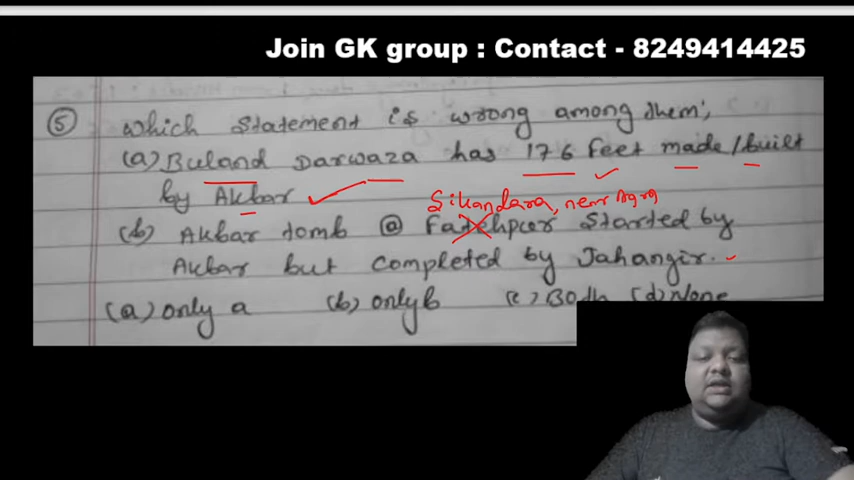 Join GK group : Contact - 8249414425
⑤ which statement is wrong among them;
(a) Buland Darwaza has 176 feet made/built
by Akbar
Sikandara, near Agra
(b) Akbar tomb @ Fatehpur started by
Akbar but completed by Jahangir.
(a) only a (b) only b (c) Both (d) None